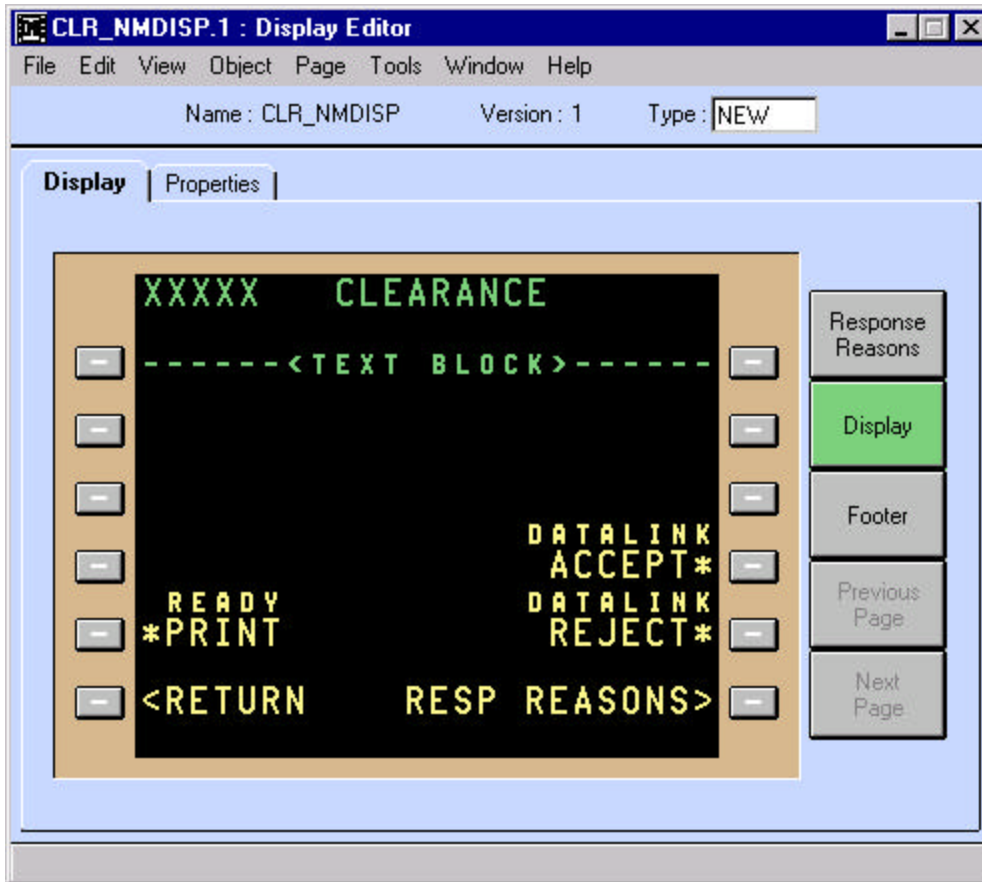 CLR_NMDISP.1 : Display Editor
File Edit View Object Page Tools Window Help
Name : CLR_NMDISP Version : 1 Type : NEW
Display Properties
XXXXX CLEARANCE
------<TEXT BLOCK>------
DATALINK
ACCEPT*
READY DATALINK
*PRINT REJECT*
<RETURN RESP REASONS>
Response
Reasons
Display
Footer
Previous
Page
Next
Page